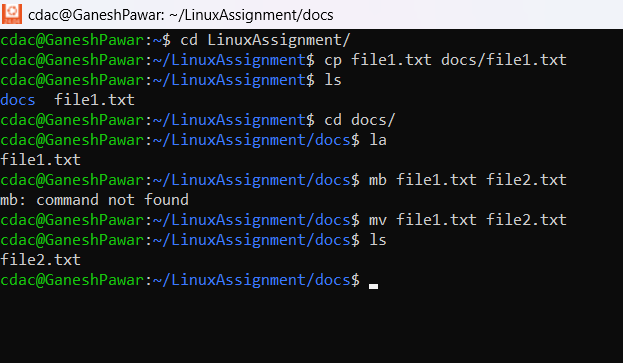 cdac@GaneshPawar: ~/LinuxAssignment/docs
cdac@GaneshPawar:~$ cd LinuxAssignment/
cdac@GaneshPawar:~/LinuxAssignment$ cp file1.txt docs/file1.txt
cdac@GaneshPawar:~/LinuxAssignment$ ls
docs  file1.txt
cdac@GaneshPawar:~/LinuxAssignment$ cd docs/
cdac@GaneshPawar:~/LinuxAssignment/docs$ la
file1.txt
cdac@GaneshPawar:~/LinuxAssignment/docs$ mb file1.txt file2.txt
mb: command not found
cdac@GaneshPawar:~/LinuxAssignment/docs$ mv file1.txt file2.txt
cdac@GaneshPawar:~/LinuxAssignment/docs$ ls
file2.txt
cdac@GaneshPawar:~/LinuxAssignment/docs$